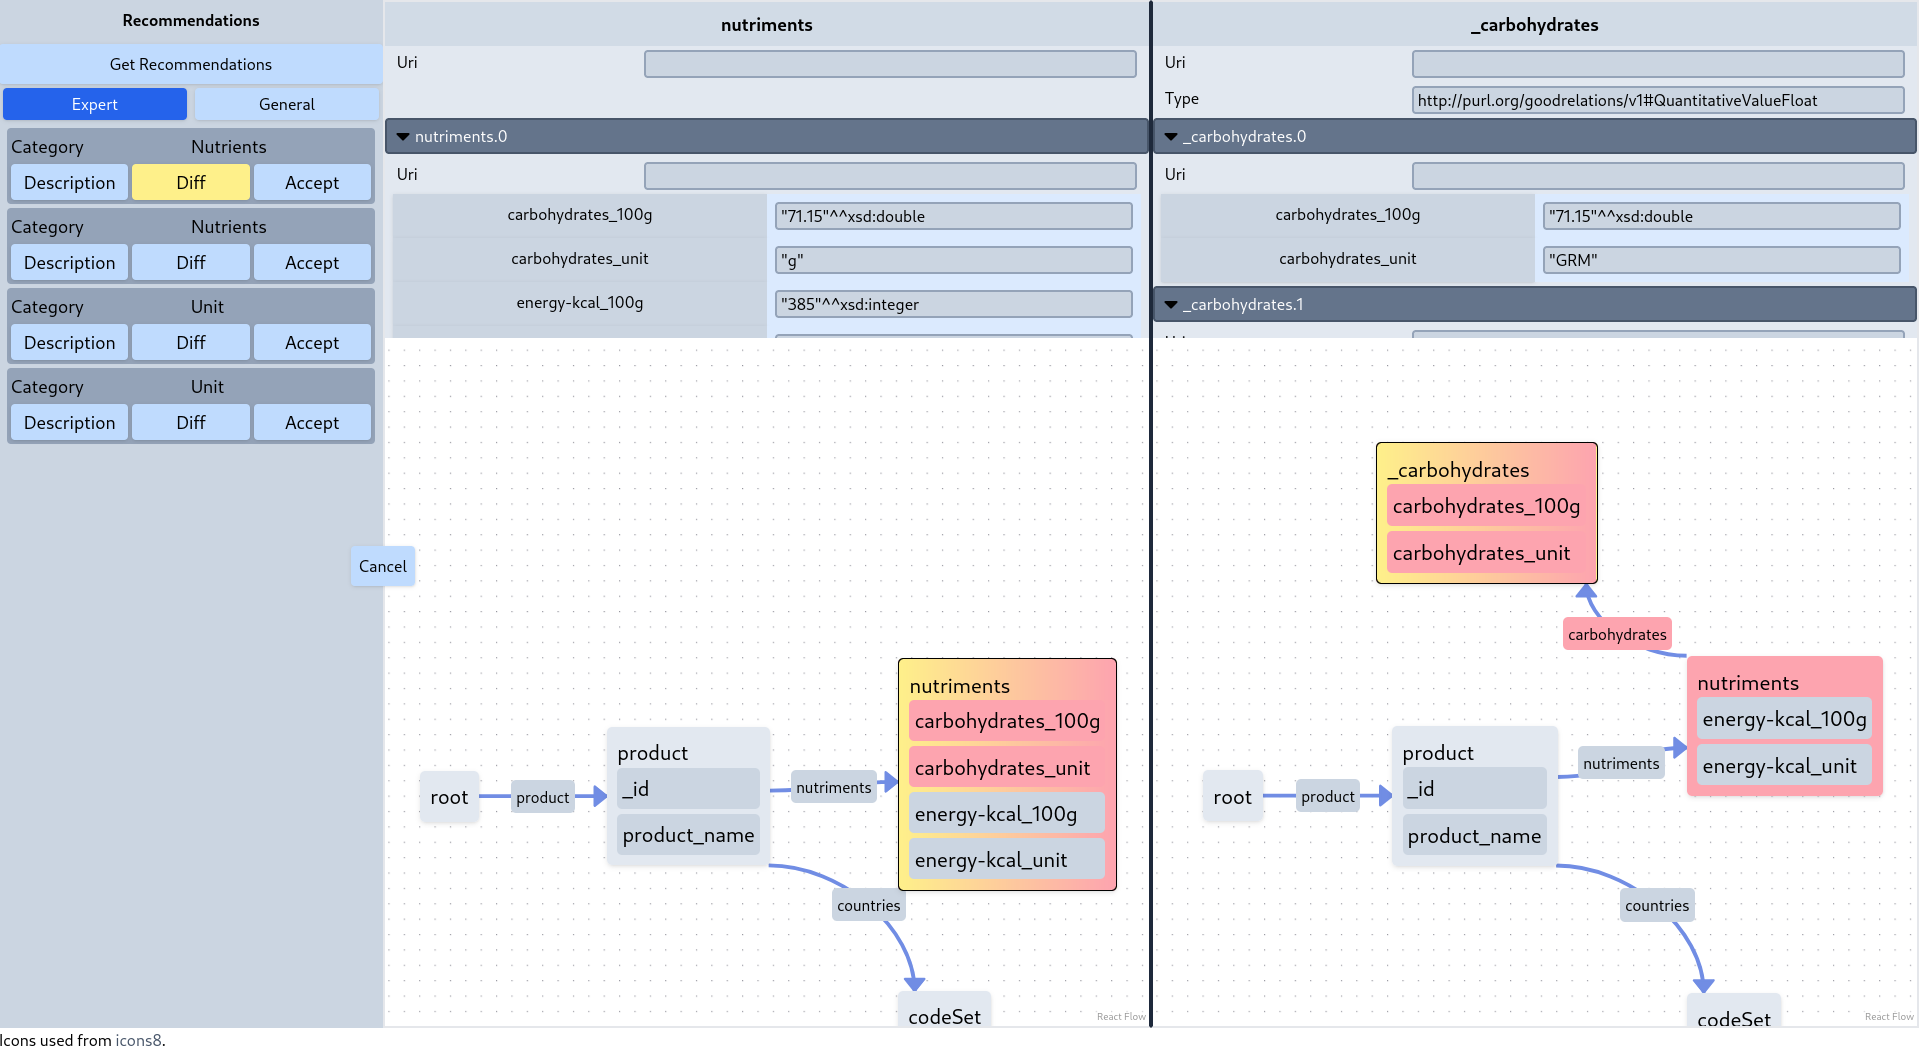 Recommendations
Get Recommendations
Expert General
Category Nutrients
Description Diff Accept
Category Nutrients
Description Diff Accept
Category Unit
Description Diff Accept
Category Unit
Description Diff Accept
Cancel
nutriments
Uri
nutriments.0
Uri
carbohydrates_100g "71.15"^^xsd:double
carbohydrates_unit "g"
energy-kcal_100g "385"^^xsd:integer
root
product
product
_id
product_name
nutriments
nutriments
carbohydrates_100g
carbohydrates_unit
energy-kcal_100g
energy-kcal_unit
countries
codeSet
React Flow
_carbohydrates
Uri
Type http://purl.org/goodrelations/v1#QuantitativeValueFloat
_carbohydrates.0
Uri
carbohydrates_100g "71.15"^^xsd:double
carbohydrates_unit "GRM"
_carbohydrates.1
_carbohydrates
carbohydrates_100g
carbohydrates_unit
carbohydrates
nutriments
energy-kcal_100g
energy-kcal_unit
root
product
product
_id
product_name
nutriments
countries
codeSet
React Flow
Icons used from icons8.